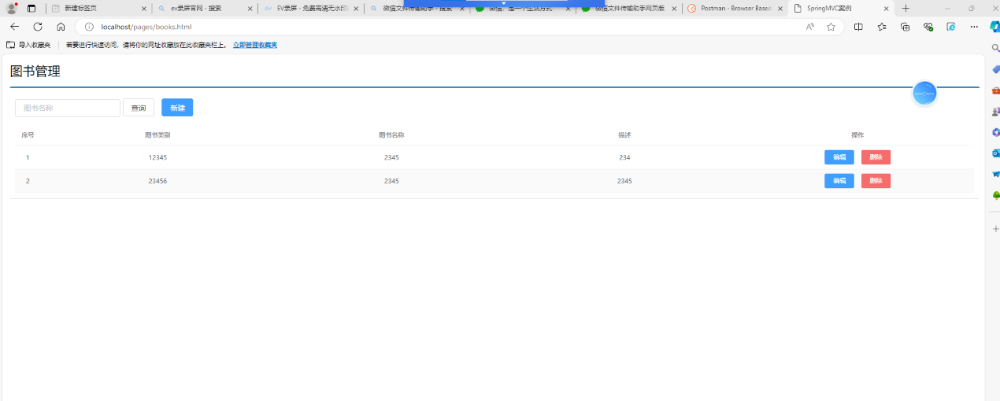 新建标签页
ev录屏官网 - 搜索
EV录屏 - 免费高清无水印
微信文件传输助手 - 搜索
微信，是一个生活方式
微信文件传输助手网页版
Postman - Browser Based
SpringMVC案例
localhost/pages/books.html
导入收藏夹
若要进行快速访问，请将你的网址收藏放在此收藏夹栏上。 立即管理收藏夹
图书管理
图书名称 查询 新建
序号 图书类别 图书名称 描述 操作
1 12345 2345 234 编辑 删除
2 23456 2345 2345 编辑 删除